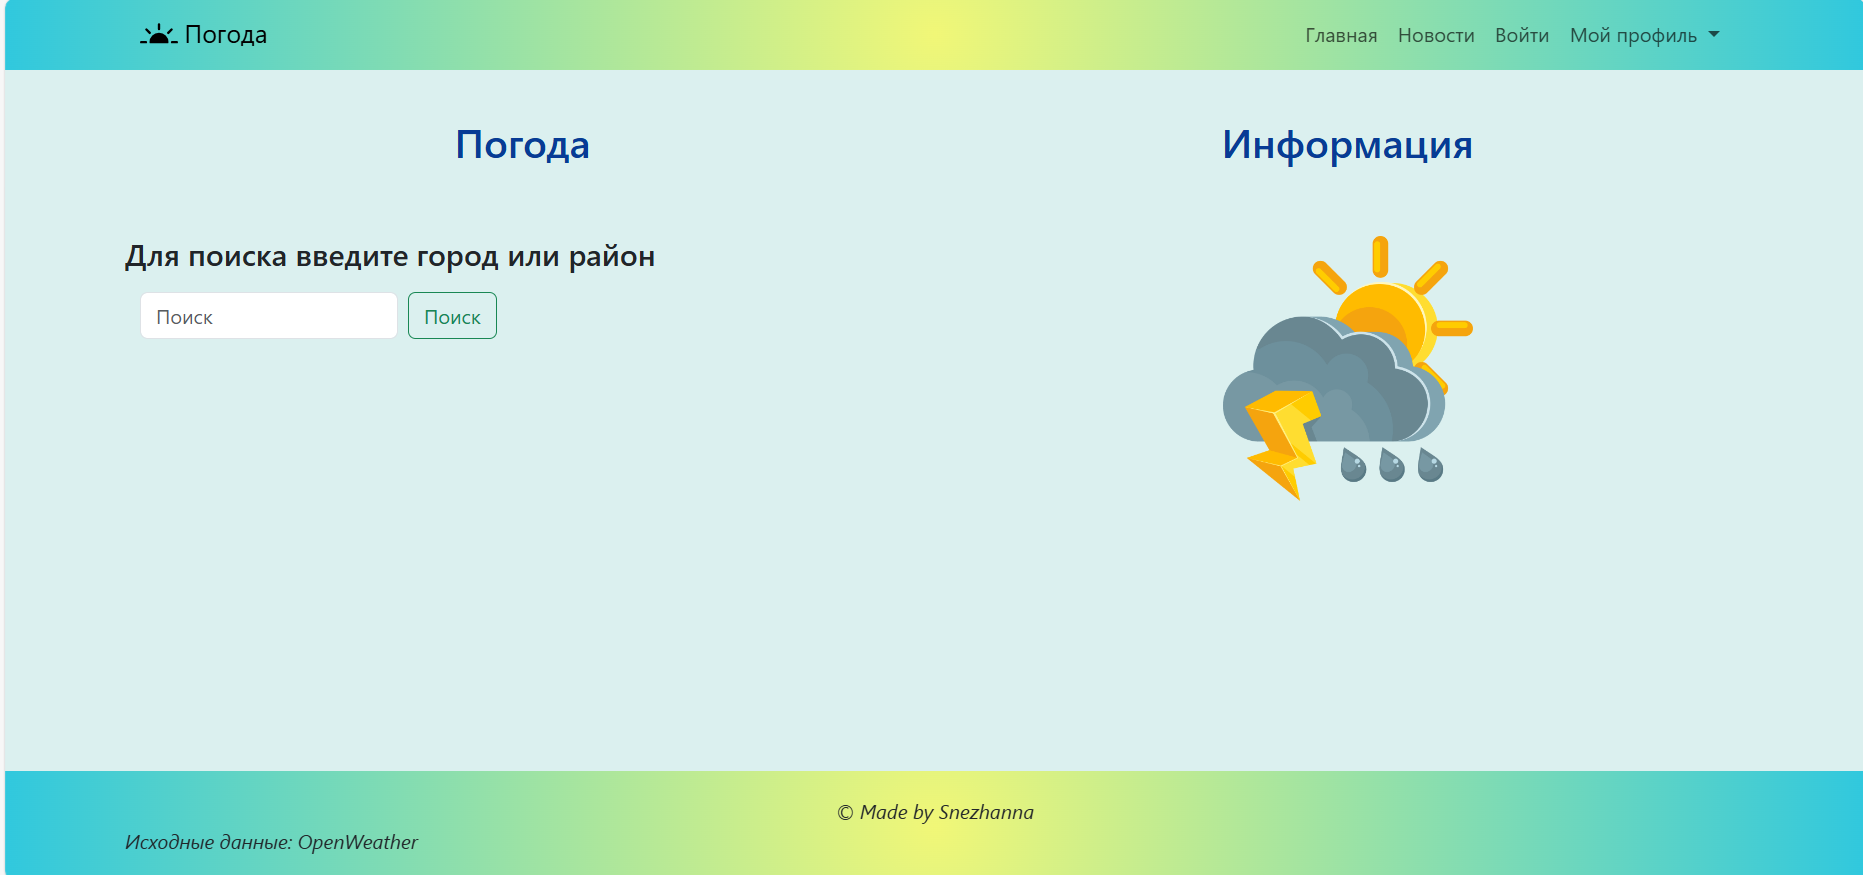 Погода
Главная Новости Войти Мой профиль
Погода
Информация
Для поиска введите город или район
Поиск Поиск
© Made by Snezhanna
Исходные данные: OpenWeather